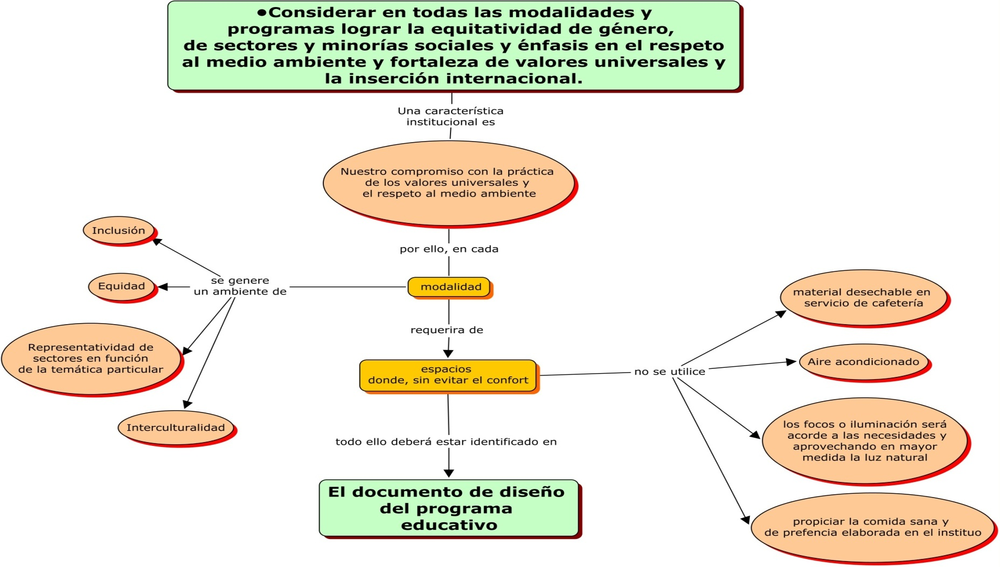 •Considerar en todas las modalidades y
programas lograr la equitatividad de género,
de sectores y minorías sociales y énfasis en el respeto
al medio ambiente y fortaleza de valores universales y
la inserción internacional.
Una característica
institucional es
Nuestro compromiso con la práctica
de los valores universales y
el respeto al medio ambiente
por ello, en cada
modalidad
se genere
un ambiente de
Inclusión
Equidad
Representatividad de
sectores en función
de la temática particular
Interculturalidad
requerira de
espacios
donde, sin evitar el confort
no se utilice
material desechable en
servicio de cafetería
Aire acondicionado
los focos o iluminación será
acorde a las necesidades y
aprovechando en mayor
medida la luz natural
propiciar la comida sana y
de prefencia elaborada en el instituo
todo ello deberá estar identificado en
El documento de diseño
del programa
educativo